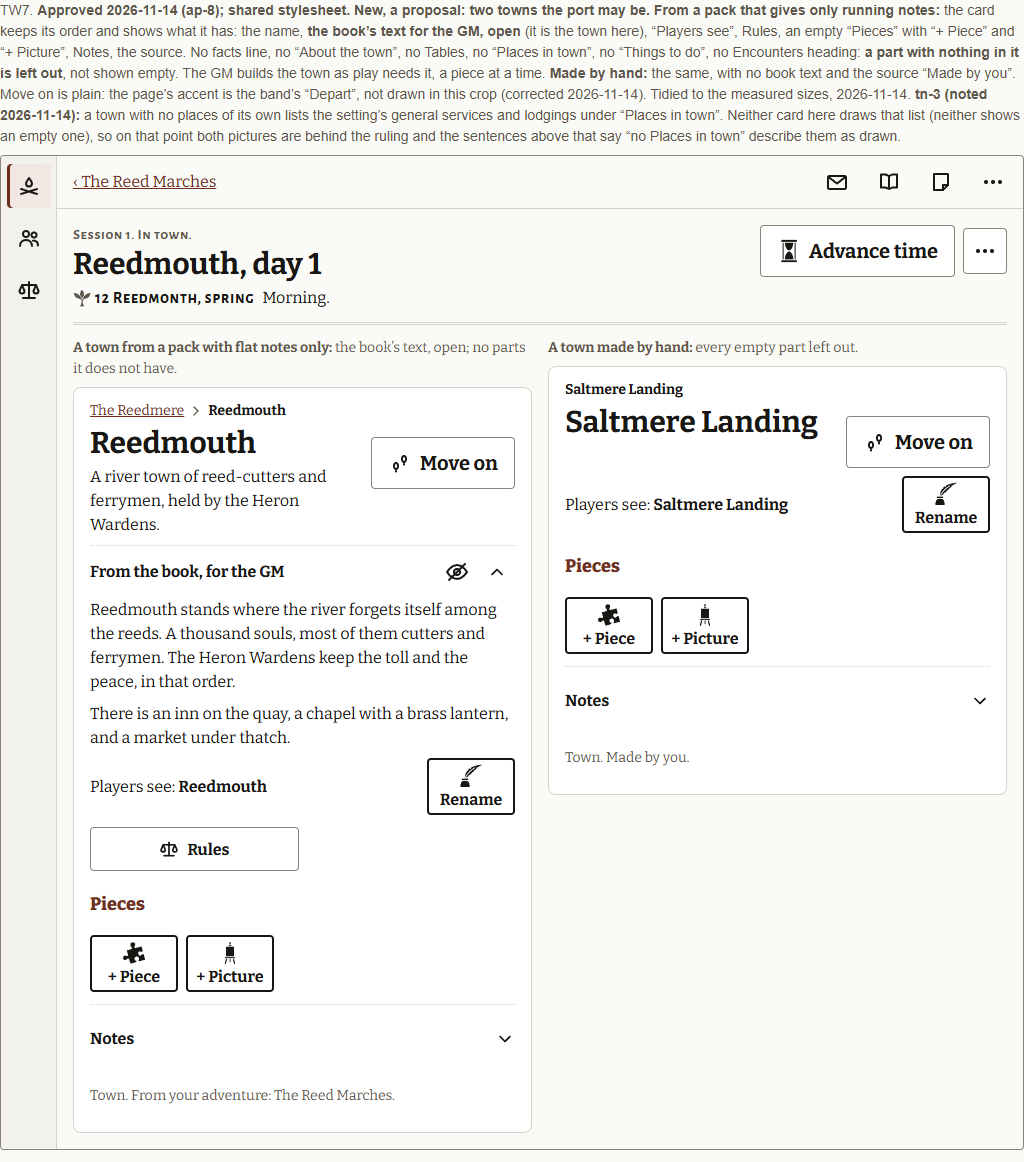 TW7. Approved 2026-11-14 (ap-8); shared stylesheet. New, a proposal: two towns the port may be. From a pack that gives only running notes: the card
keeps its order and shows what it has: the name, the book’s text for the GM, open (it is the town here), “Players see”, Rules, an empty “Pieces” with “+ Piece” and
“+ Picture”, Notes, the source. No facts line, no “About the town”, no Tables, no “Places in town”, no “Things to do”, no Encounters heading: a part with nothing in it
is left out, not shown empty. The GM builds the town as play needs it, a piece at a time. Made by hand: the same, with no book text and the source “Made by you”.
Move on is plain: the page’s accent is the band’s “Depart”, not drawn in this crop (corrected 2026-11-14). Tidied to the measured sizes, 2026-11-14. tn-3 (noted
2026-11-14): a town with no places of its own lists the setting’s general services and lodgings under “Places in town”. Neither card here draws that list (neither shows
an empty one), so on that point both pictures are behind the ruling and the sentences above that say “no Places in town” describe them as drawn.
‹ The Reed Marches
Session 1. In town.
Reedmouth, day 1
12 Reedmonth, spring Morning.
Advance time
A town from a pack with flat notes only: the book’s text, open; no parts
it does not have.
The Reedmere > Reedmouth
Reedmouth
A river town of reed-cutters and
ferrymen, held by the Heron
Wardens.
Move on
From the book, for the GM
Reedmouth stands where the river forgets itself among
the reeds. A thousand souls, most of them cutters and
ferrymen. The Heron Wardens keep the toll and the
peace, in that order.
There is an inn on the quay, a chapel with a brass lantern,
and a market under thatch.
Players see: Reedmouth
Rename
Rules
Pieces
+ Piece
+ Picture
Notes
Town. From your adventure: The Reed Marches.
A town made by hand: every empty part left out.
Saltmere Landing
Saltmere Landing
Move on
Players see: Saltmere Landing
Rename
Pieces
+ Piece
+ Picture
Notes
Town. Made by you.